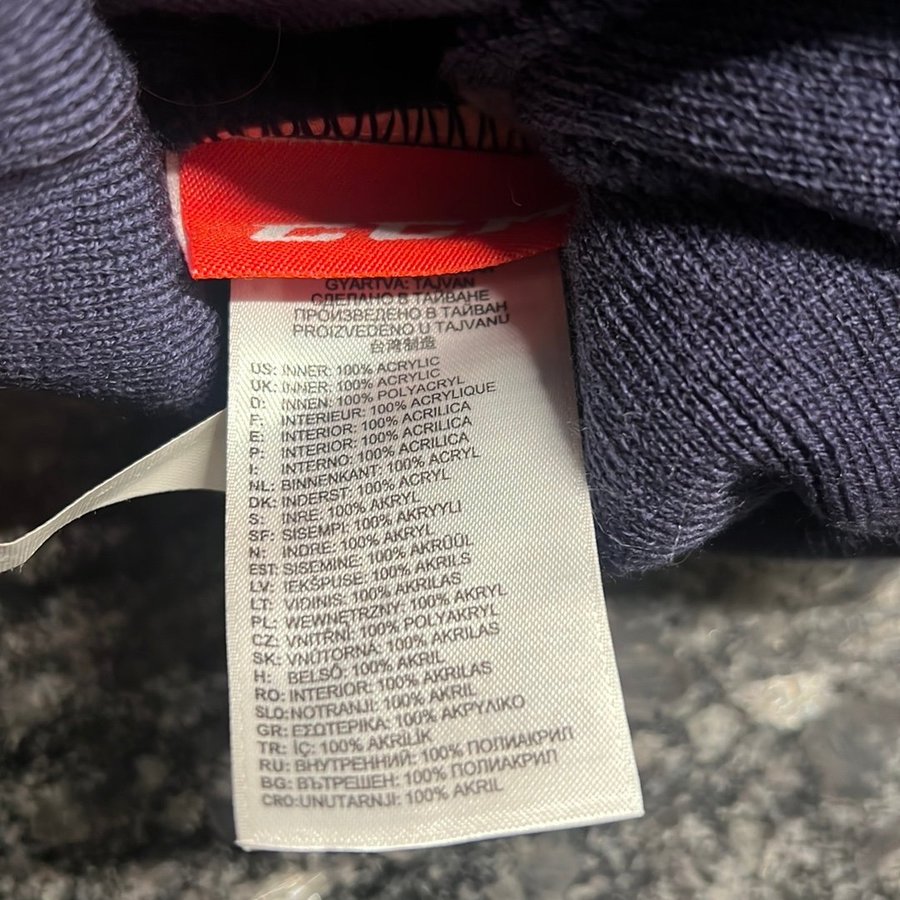 GYÁRTVA: TAJVAN
СДЕЛАНО В ТАЙВАНЕ
ПРОИЗВЕДЕНО В ТАЙВАН
PROIZVEDENO U TAJVANU
台灣制造
US: INNER: 100% ACRYLIC
UK: INNER: 100% ACRYLIC
D: INNEN: 100% POLYACRYL
F: INTERIEUR: 100% ACRYLIQUE
E: INTERIOR: 100% ACRILICA
P: INTERIOR: 100% ACRILICA
I: INTERNO: 100% ACRILICA
NL: BINNENKANT: 100% ACRYL
DK: INDERST: 100% ACRYL
S: INRE: 100% AKRYL
SF: SISEMPI: 100% AKRYYLI
N: INDRE: 100% AKRYL
EST: SISEMINE: 100% AKRÜÜL
LV: IEKŠPUSE: 100% AKRILS
LT: VIDINIS: 100% AKRILAS
PL: WEWNĘTRZNY: 100% AKRYL
CZ: VNITRNÍ: 100% POLYAKRYL
SK: VNÚTORNÁ: 100% AKRILAS
H: BELSŐ: 100% AKRIL
RO: INTERIOR: 100% AKRILAS
SLO: NOTRANJI: 100% AKRIL
GR: ΕΣΩΤΕΡΙΚΑ: 100% ΑΚΡΥΛΙΚΟ
TR: İÇ: 100% AKRILIK
RU: ВНУТРЕННИЙ: 100% ПОЛИАКРИЛ
BG: ВЪТРЕШЕН: 100% ПОЛИАКРИЛ
CRO: UNUTARNJI: 100% AKRIL